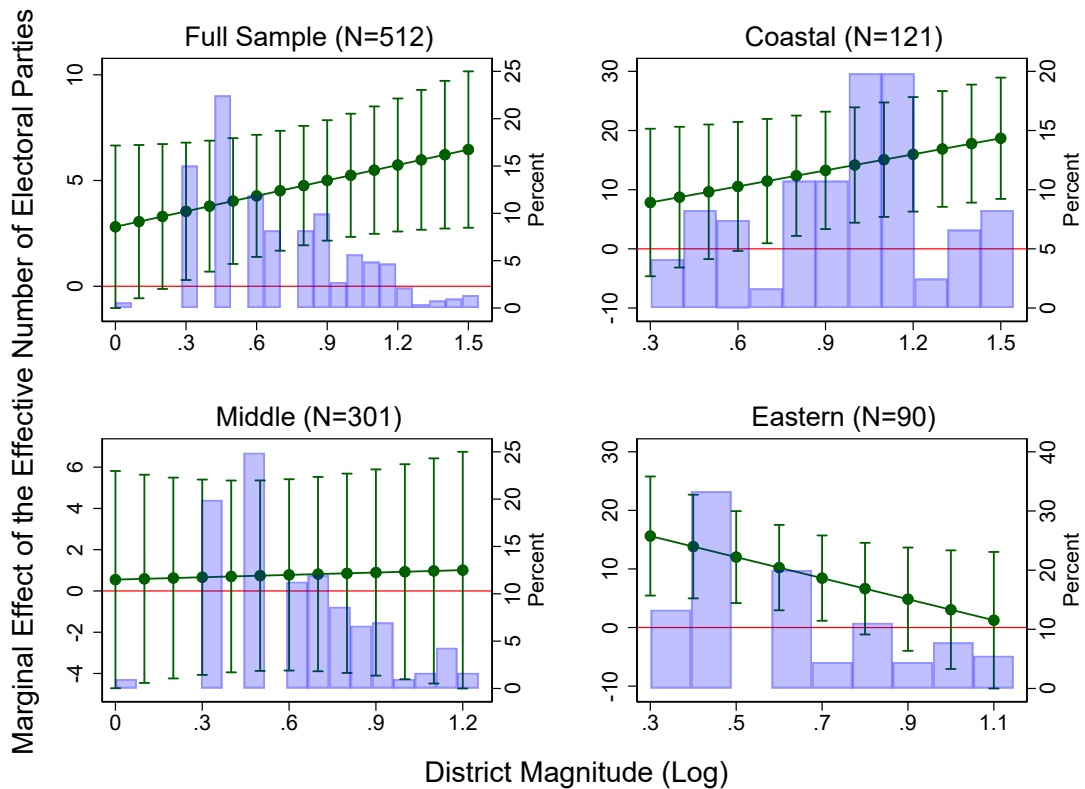 Marginal Effect of the Effective Number of Electoral Parties
Full Sample (N=512)
10
5
0
25
20
15
10
5
0
Percent
0 .3 .6 .9 1.2 1.5
Coastal (N=121)
30
20
10
0
-10
20
15
10
5
0
Percent
.3 .6 .9 1.2 1.5
Middle (N=301)
6
4
2
0
-2
-4
25
20
15
10
5
0
Percent
0 .3 .6 .9 1.2
Eastern (N=90)
30
20
10
0
-10
40
30
20
10
0
Percent
.3 .5 .7 .9 1.1
District Magnitude (Log)